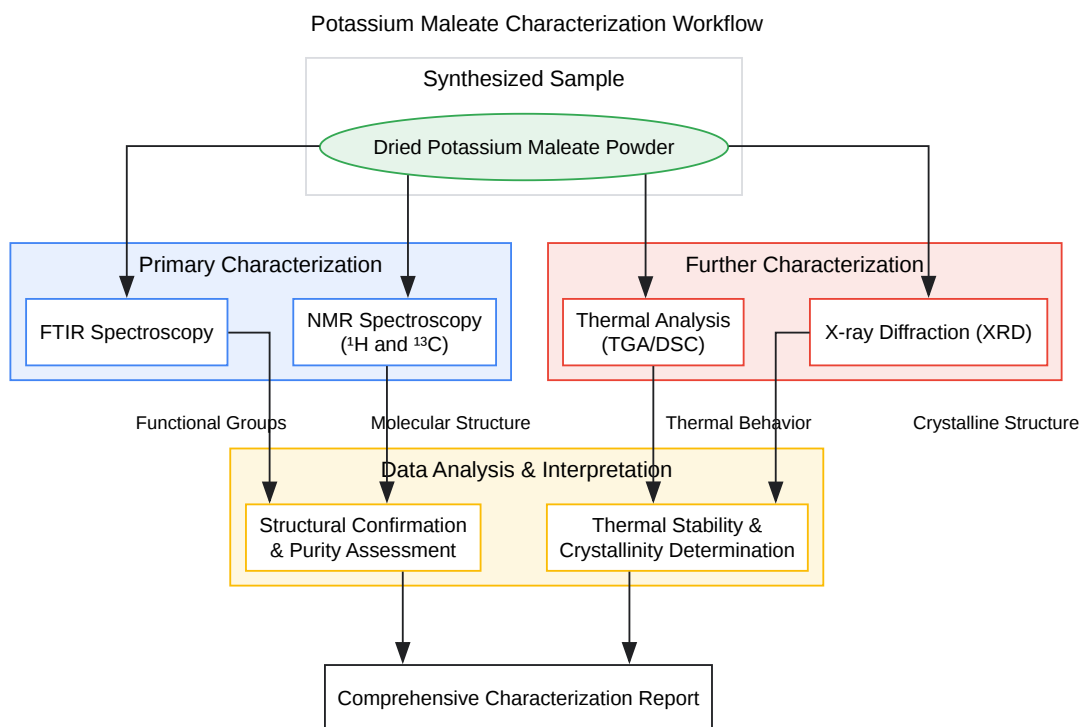 Potassium Maleate Characterization Workflow
Synthesized Sample
Dried Potassium Maleate Powder
Primary Characterization
Further Characterization
FTIR Spectroscopy
NMR Spectroscopy
(¹H and ¹³C)
Thermal Analysis
(TGA/DSC)
X-ray Diffraction (XRD)
Functional Groups
Molecular Structure
Thermal Behavior
Crystalline Structure
Data Analysis & Interpretation
Structural Confirmation
& Purity Assessment
Thermal Stability &
Crystallinity Determination
Comprehensive Characterization Report